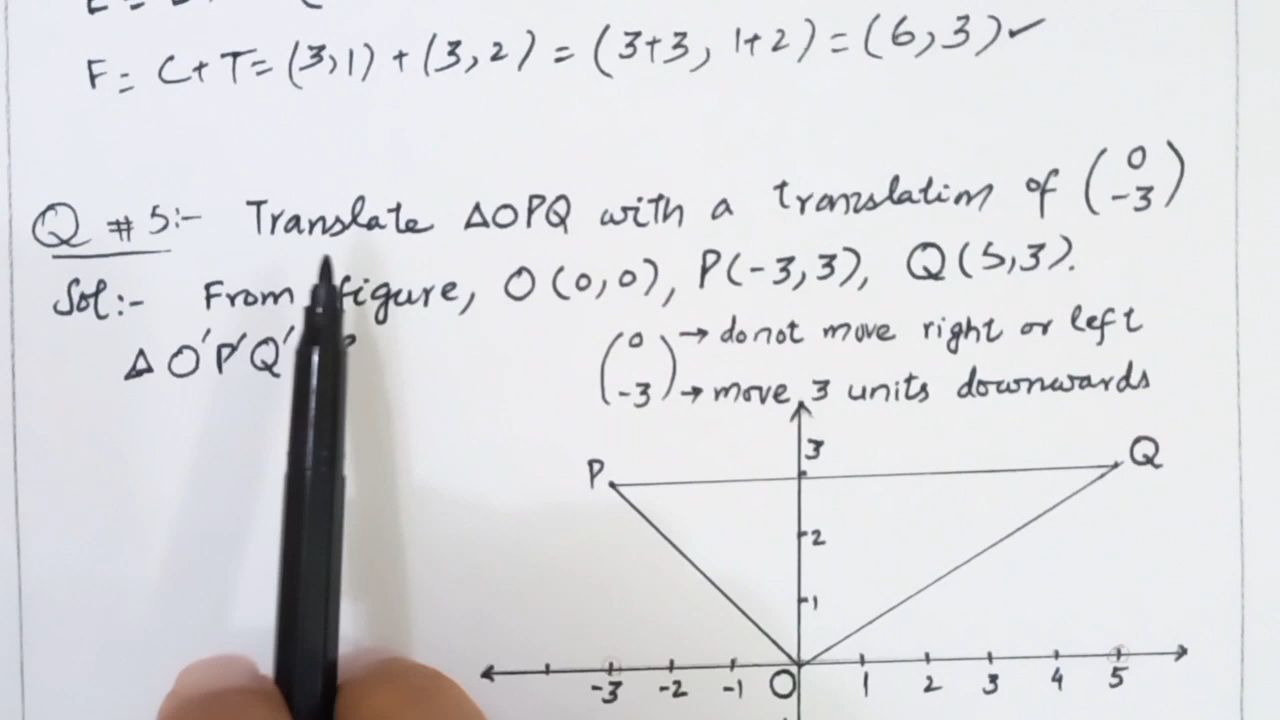 F = C+T = (3,1) + (3,2) = (3+3, 1+2) = (6,3) ✓
Q # 5:- Translate ΔOPQ with a translation of (0 -3)
Sol:- From figure, O(0,0), P(-3,3), Q(5,3).
ΔO'P'Q'
(0 → do not move right or left
-3) → move 3 units downwards
3
P
Q
2
1
-3 -2 -1 O 1 2 3 4 5